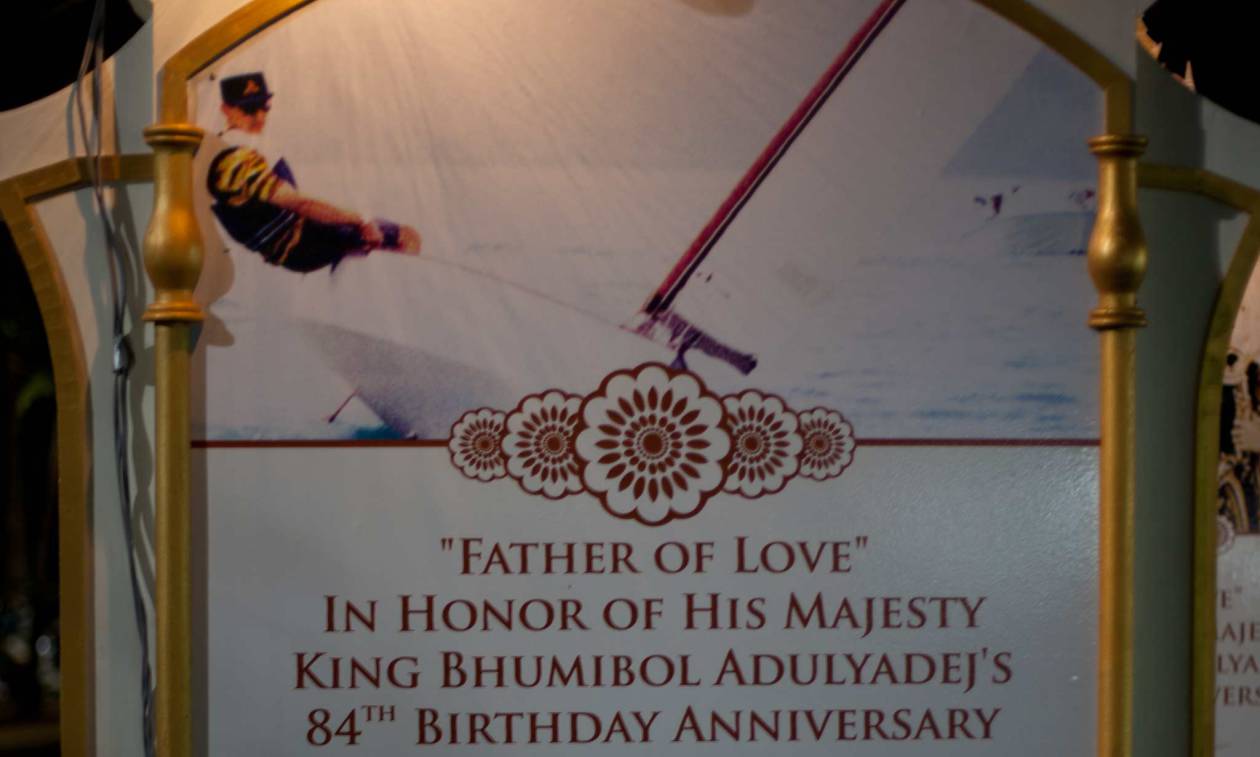 "FATHER OF LOVE"
IN HONOR OF HIS MAJESTY
KING BHUMIBOL ADULYADEJ'S
84TH BIRTHDAY ANNIVERSARY